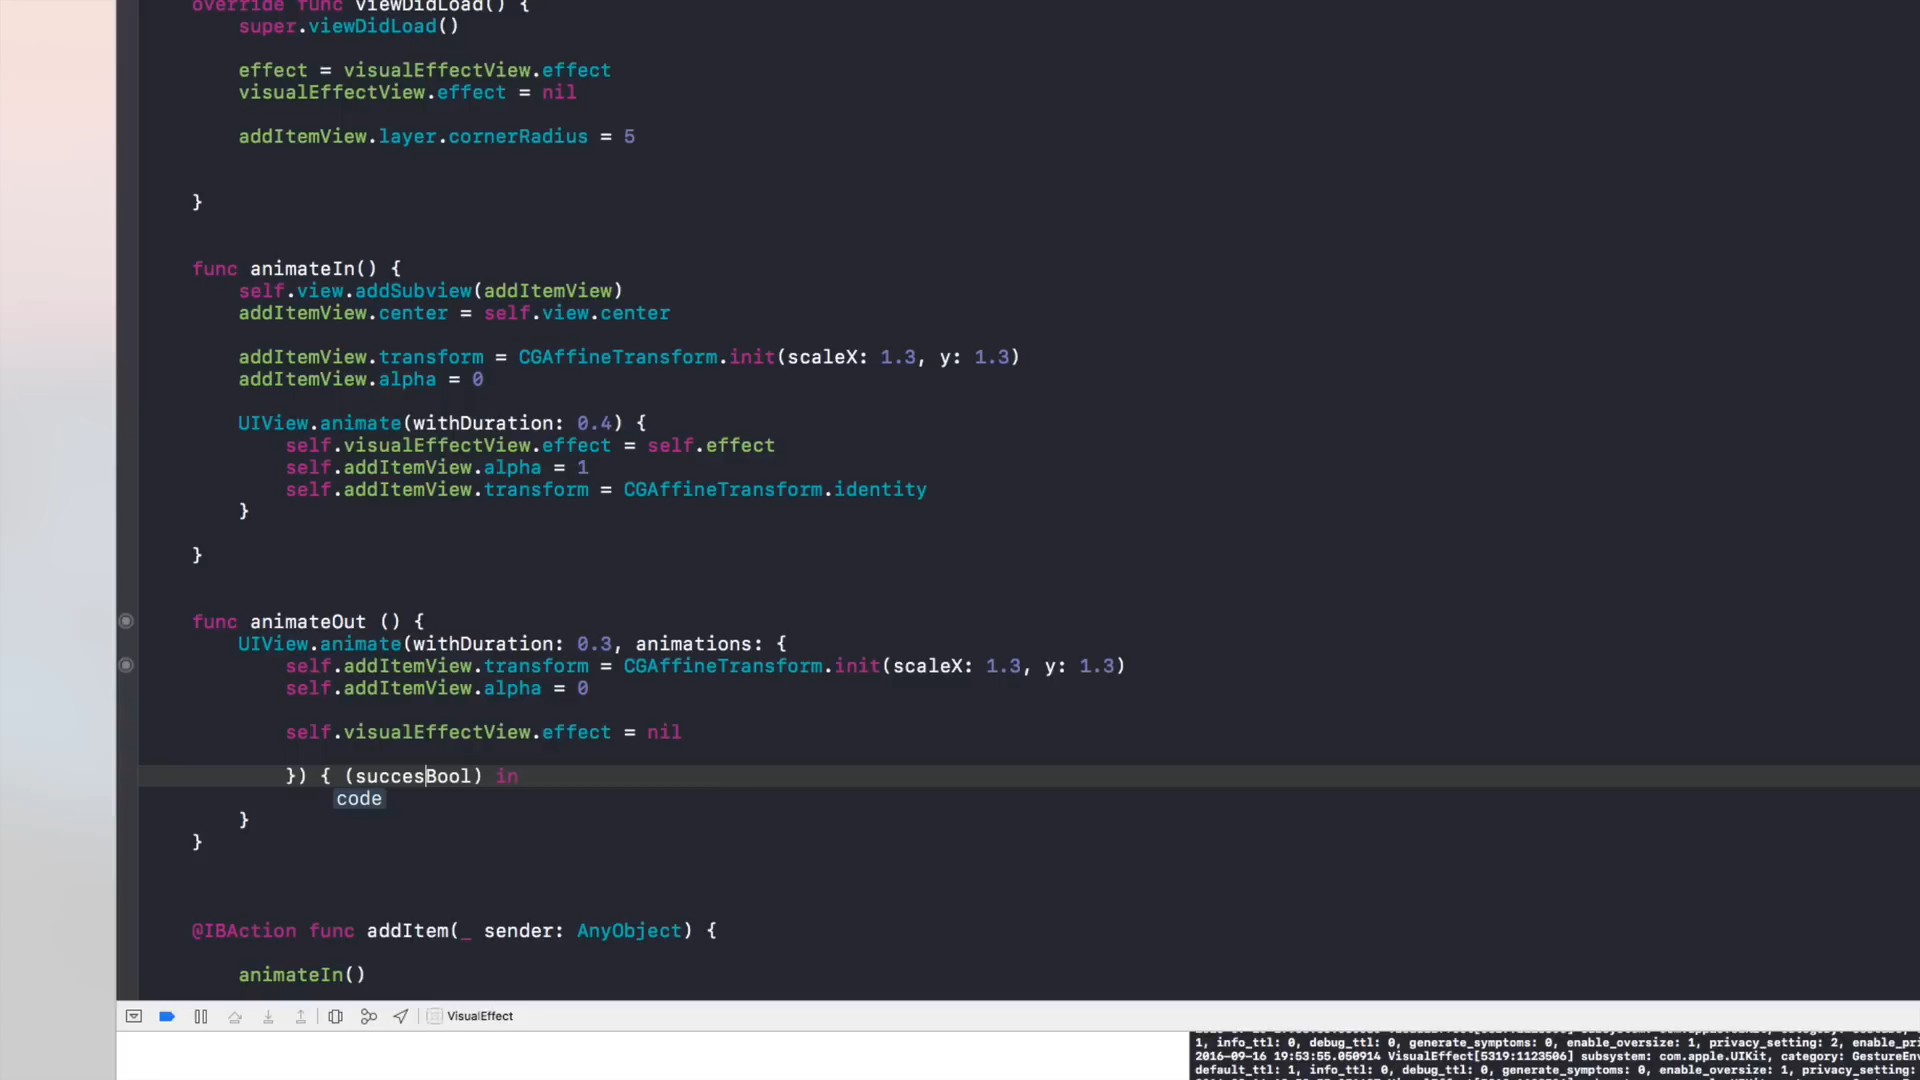 override func viewDidLoad() {
super.viewDidLoad()
effect = visualEffectView.effect
visualEffectView.effect = nil
addItemView.layer.cornerRadius = 5
}
func animateIn() {
self.view.addSubview(addItemView)
addItemView.center = self.view.center
addItemView.transform = CGAffineTransform.init(scaleX: 1.3, y: 1.3)
addItemView.alpha = 0
UIView.animate(withDuration: 0.4) {
self.visualEffectView.effect = self.effect
self.addItemView.alpha = 1
self.addItemView.transform = CGAffineTransform.identity
}
}
func animateOut () {
UIView.animate(withDuration: 0.3, animations: {
self.addItemView.transform = CGAffineTransform.init(scaleX: 1.3, y: 1.3)
self.addItemView.alpha = 0
self.visualEffectView.effect = nil
}) { (succesBool) in
code
}
}
@IBAction func addItem(_ sender: AnyObject) {
animateIn()
VisualEffect
1, info_ttl: 0, debug_ttl: 0, generate_symptoms: 0, enable_oversize: 1, privacy_setting: 2, enable_pri
2016-09-16 19:53:55.050914 VisualEffect[5319:1123506] subsystem: com.apple.UIKit, category: GestureEnv
default_ttl: 1, info_ttl: 0, debug_ttl: 0, generate_symptoms: 0, enable_oversize: 1, privacy_setting: